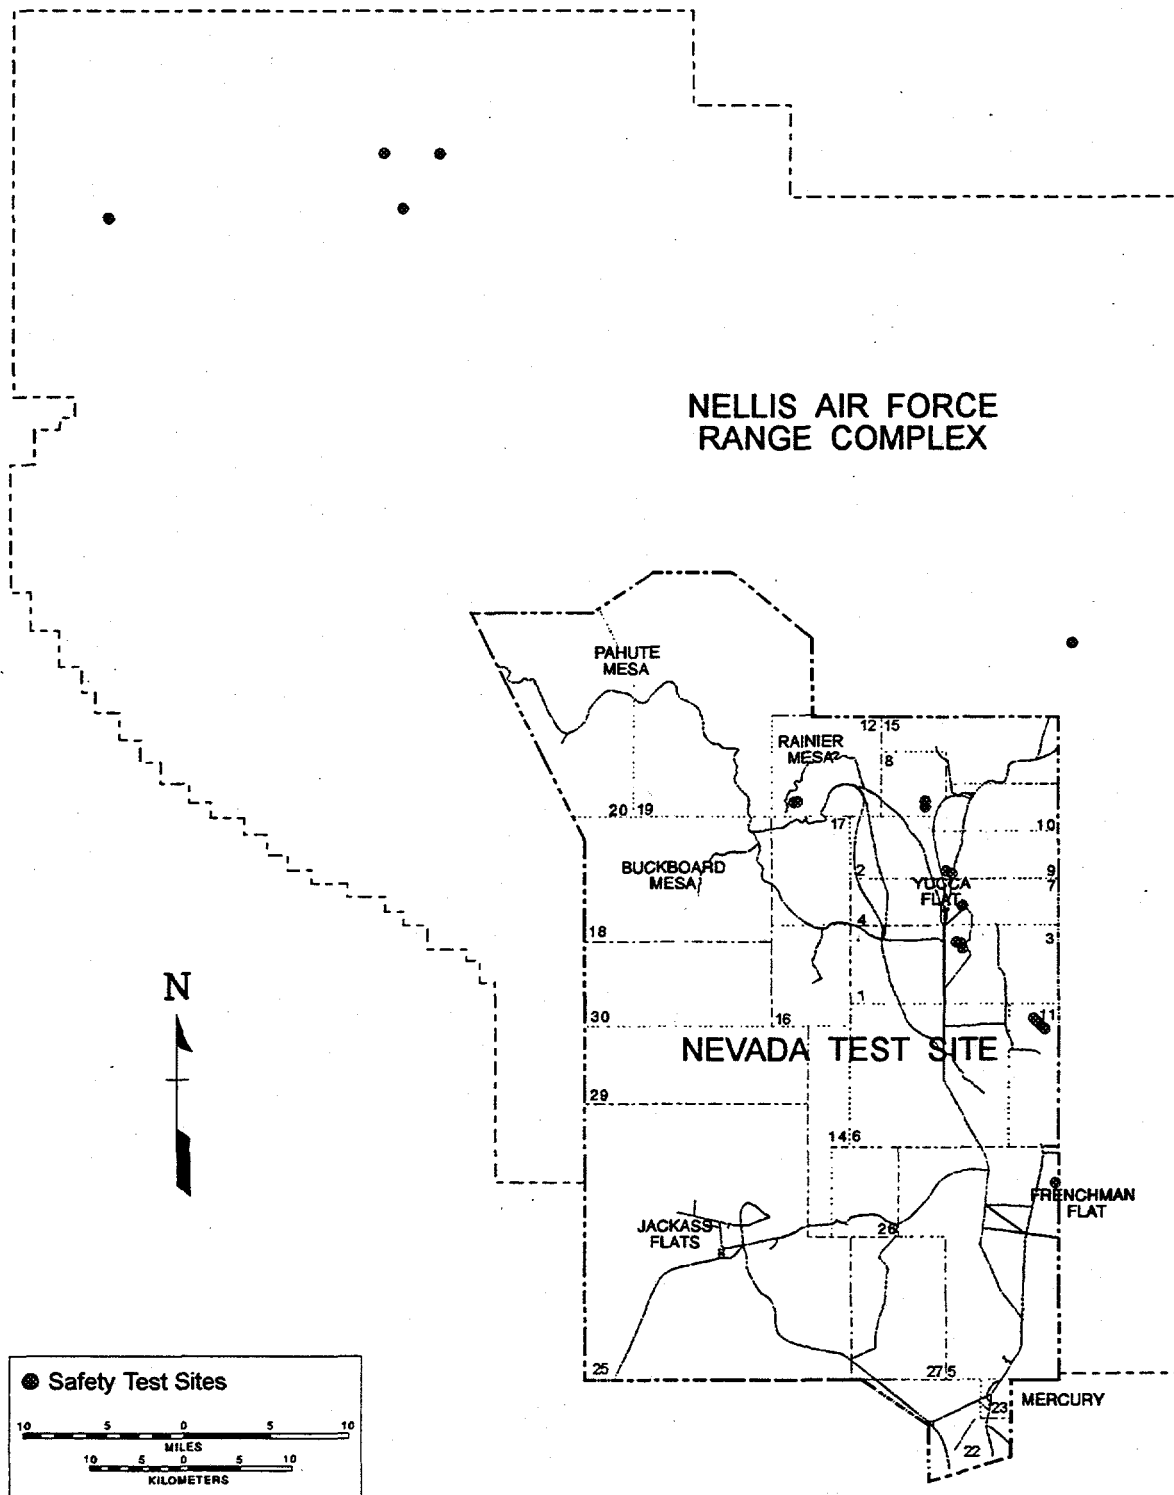 NELLIS AIR FORCE
RANGE COMPLEX
PAHUTE
MESA
12 15
RAINIER
MESA
8
20 19
17
10
BUCKBOARD
MESA
2
9
YUCCA
FLAT
7
4
18
3
N
1
11
30
16
NEVADA TEST SITE
29
14 6
FRENCHMAN
FLAT
JACKASS
FLATS
26
25
27 5
Safety Test Sites
23
MERCURY
10 5 0 5 10
MILES
22
10 5 0 5 10
KILOMETERS